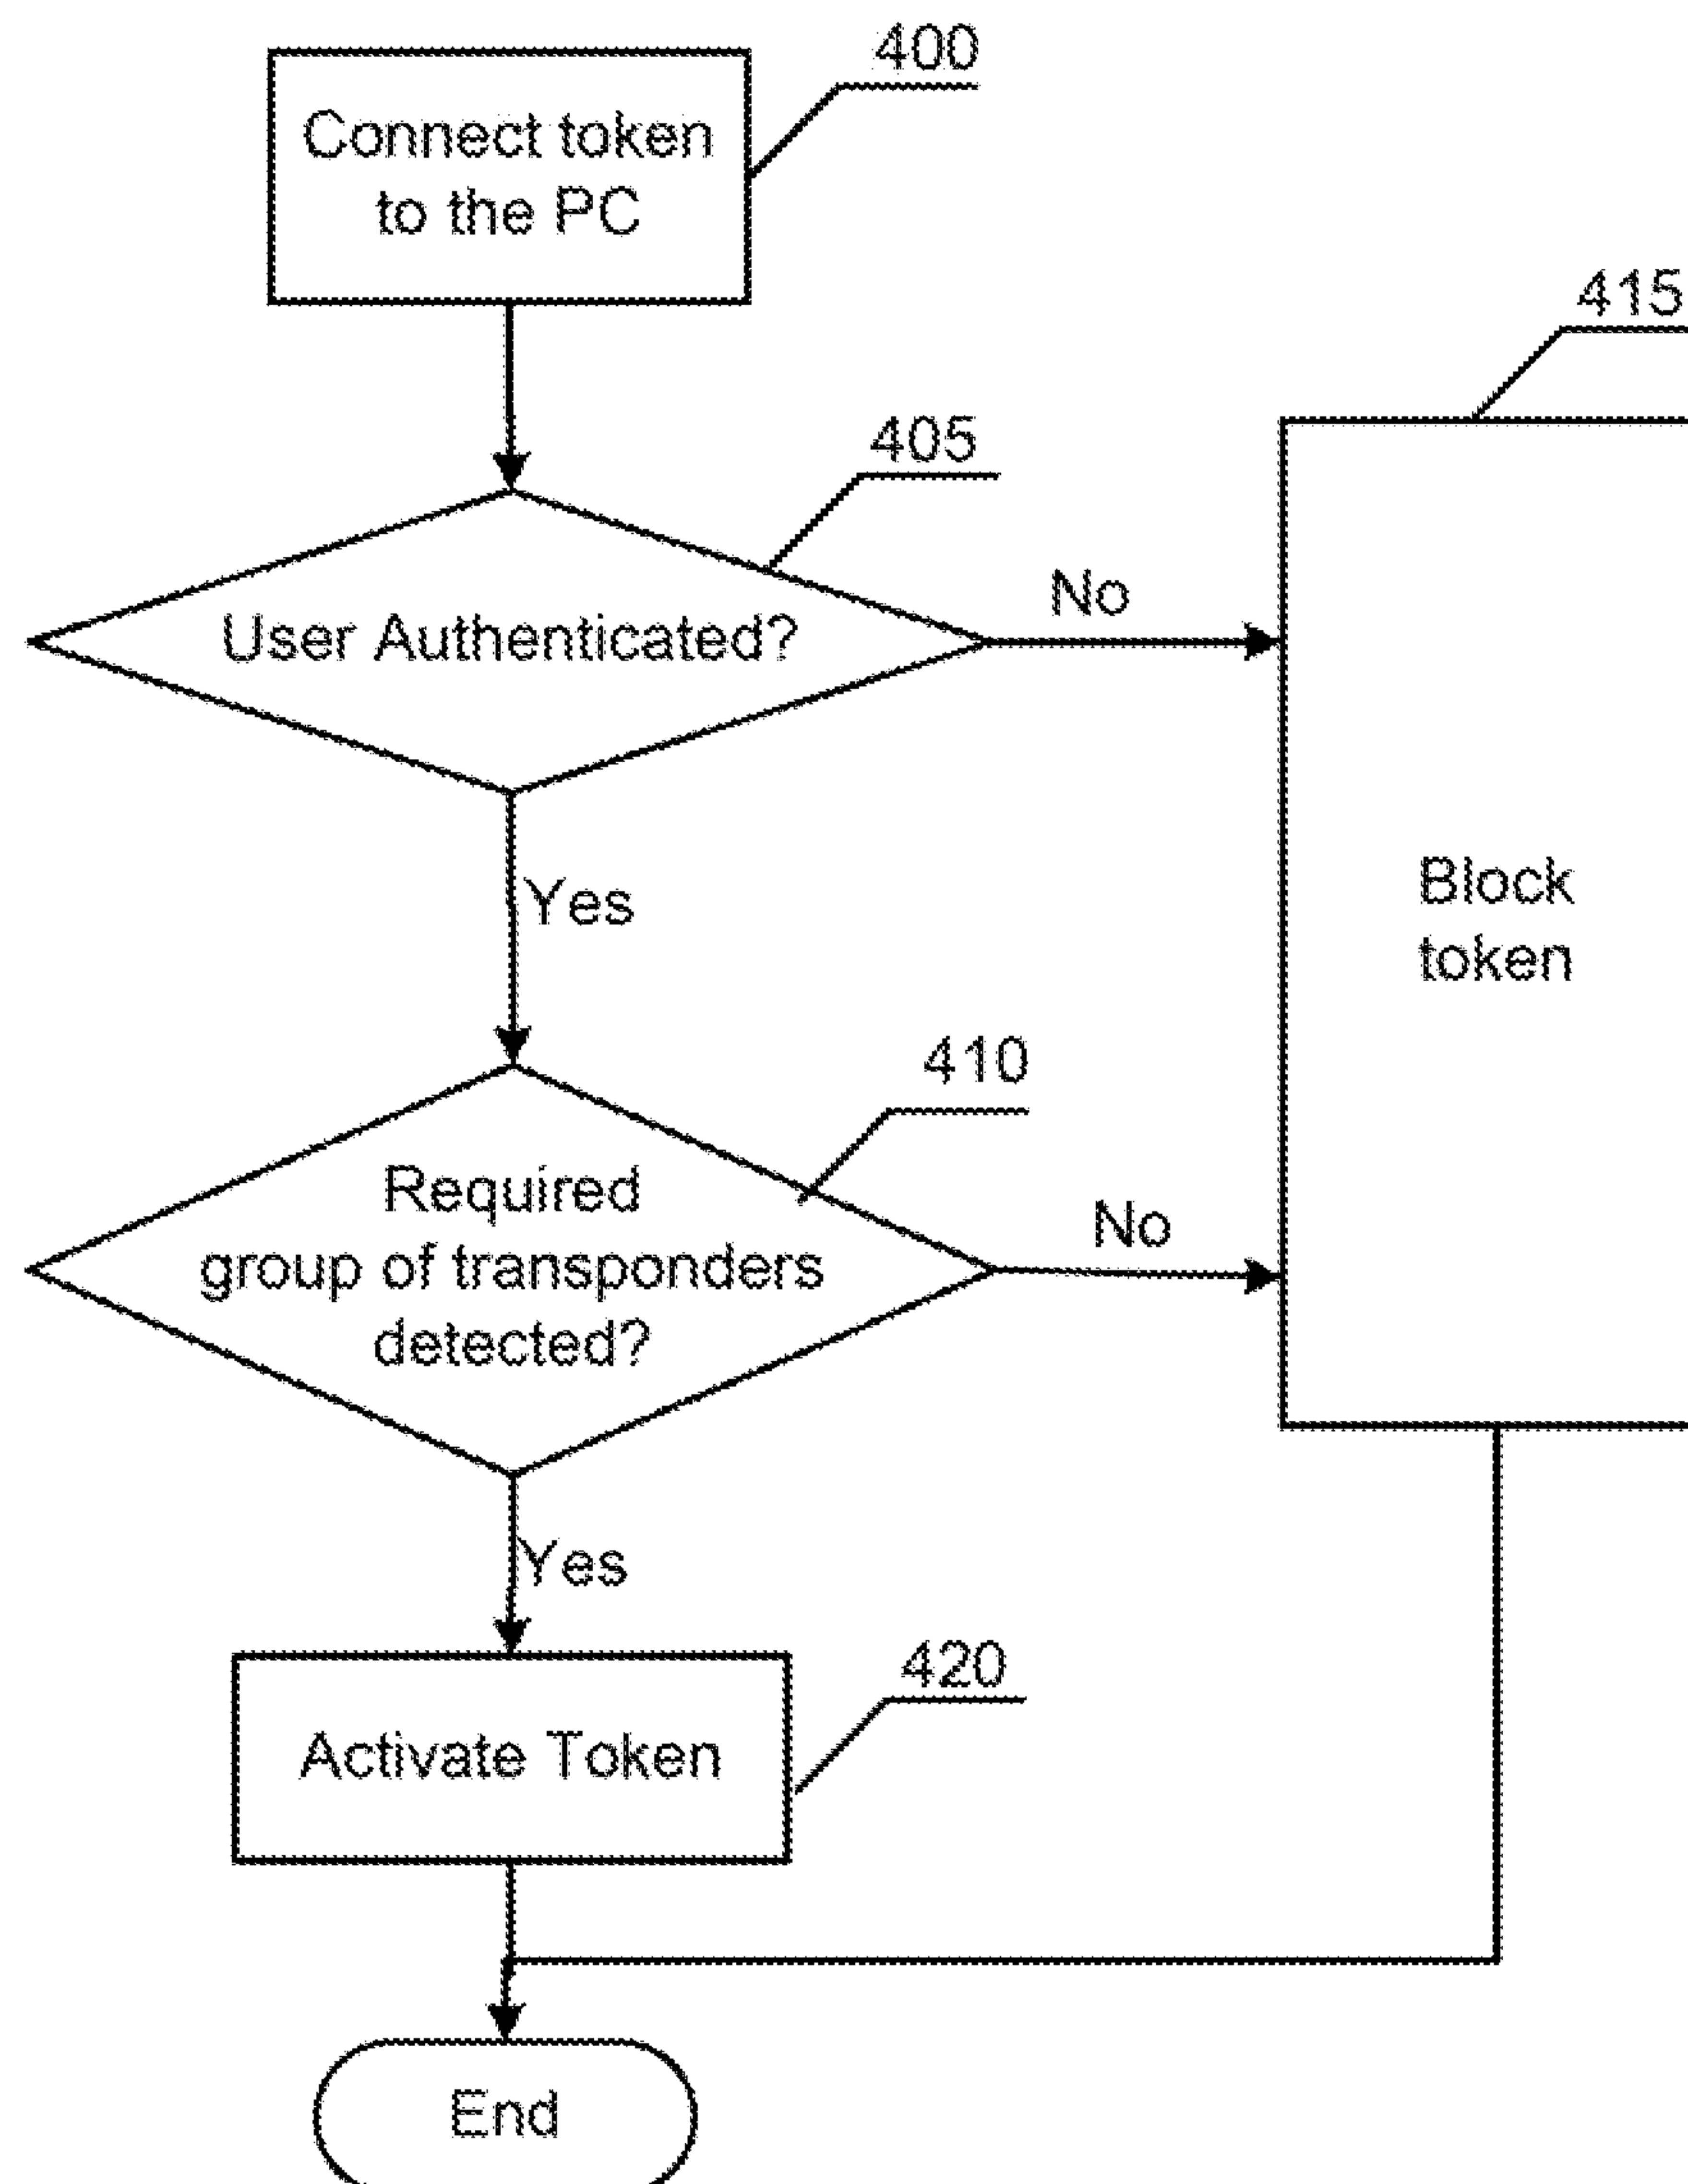 400
Connect token
to the PC
415
405
User Authenticated?
No
Yes
Block
token
410
Required
group of transponders
detected?
No
Yes
420
Activate Token
End